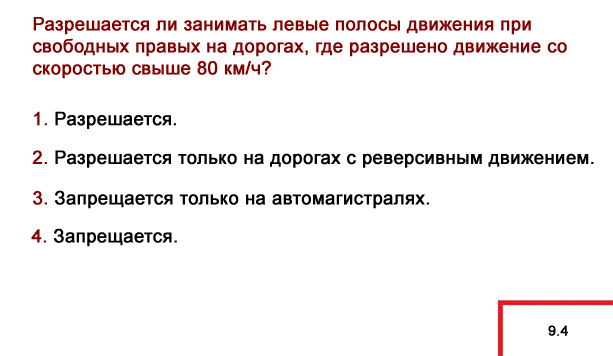 Разрешается ли занимать левые полосы движения при
свободных правых на дорогах, где разрешено движение со
скоростью свыше 80 км/ч?
1. Разрешается.
2. Разрешается только на дорогах с реверсивным движением.
3. Запрещается только на автомагистралях.
4. Запрещается.
9.4